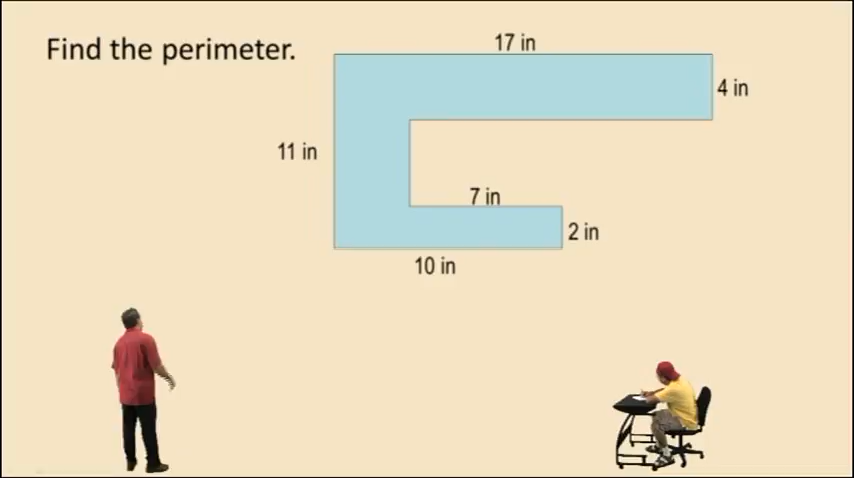 Find the perimeter.
17 in
4 in
11 in
7 in
2 in
10 in